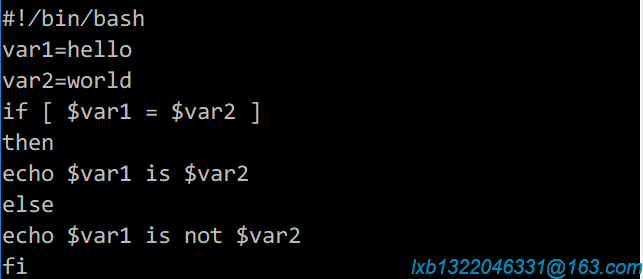 #!/bin/bash
var1=hello
var2=world
if [ $var1 = $var2 ]
then
echo $var1 is $var2
else
echo $var1 is not $var2
fi
lxb1322046331@163.com